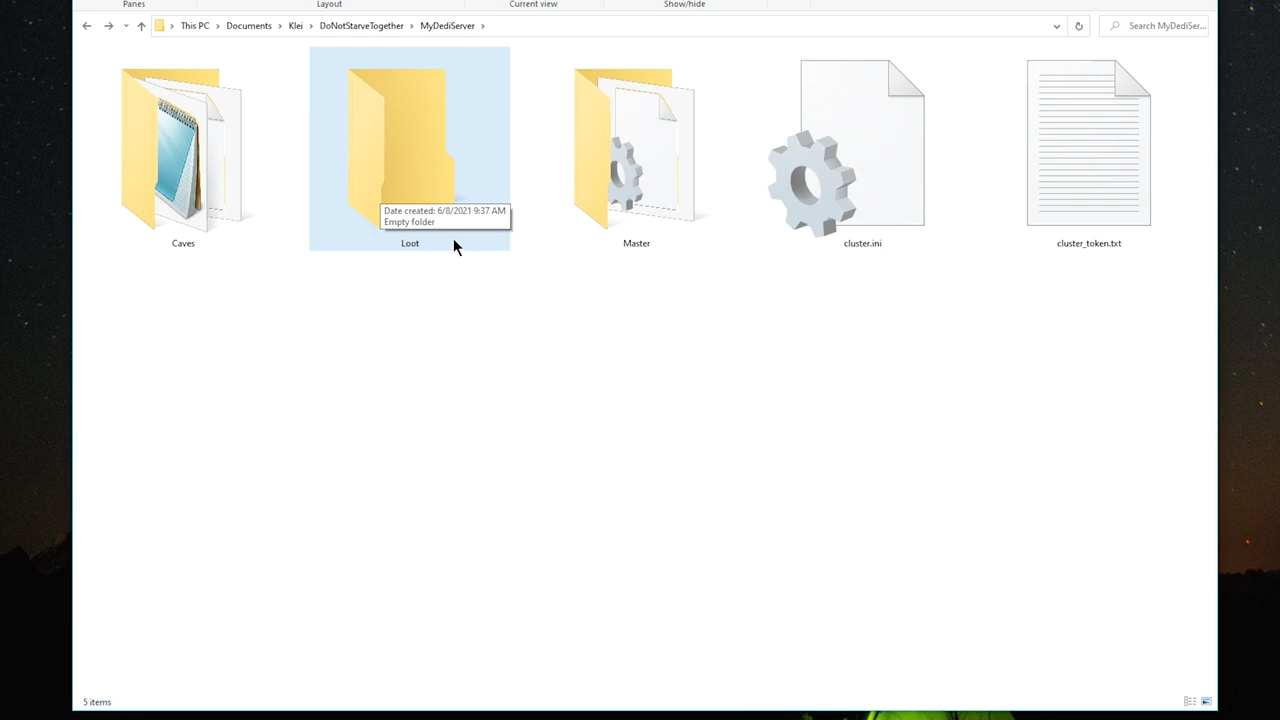 Panes Layout Current view Show/hide
This PC Documents Klei DoNotStarveTogether MyDediServer Search MyDediSer...
Date created: 6/8/2021 9:37 AM
Empty folder
Caves Loot Master cluster.ini cluster_token.txt
5 items